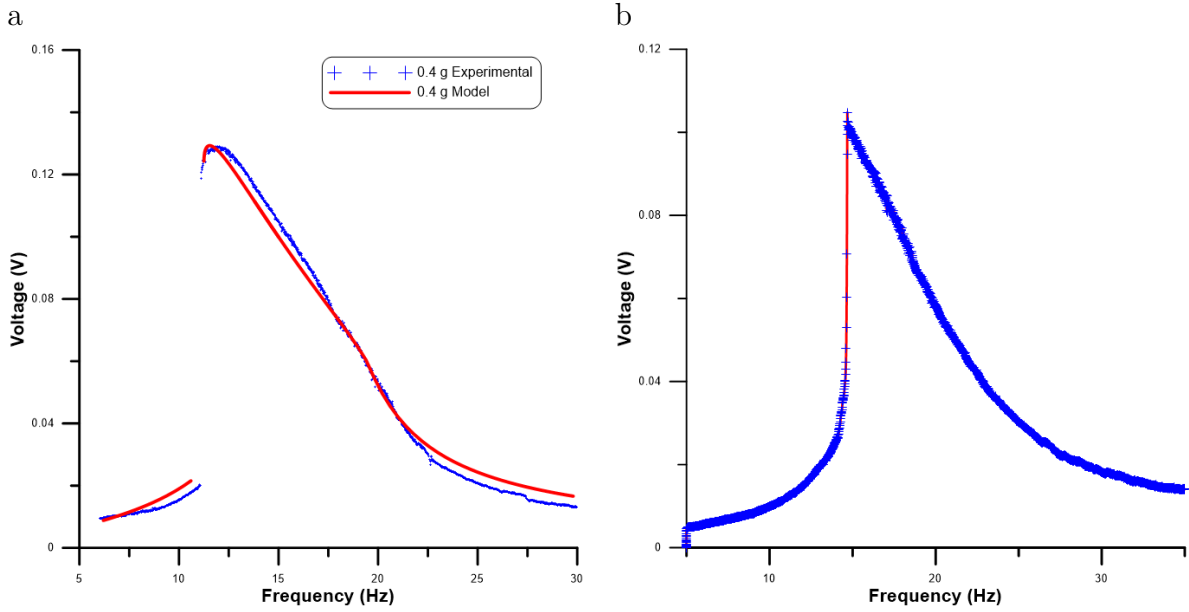 a
0.16
0.12
0.08
0.04
0
5
10
15
20
25
30
Voltage (V)
Frequency (Hz)
0.4 g Experimental
0.4 g Model
b
0.12
0.08
0.04
0
10
20
30
Voltage (V)
Frequency (Hz)